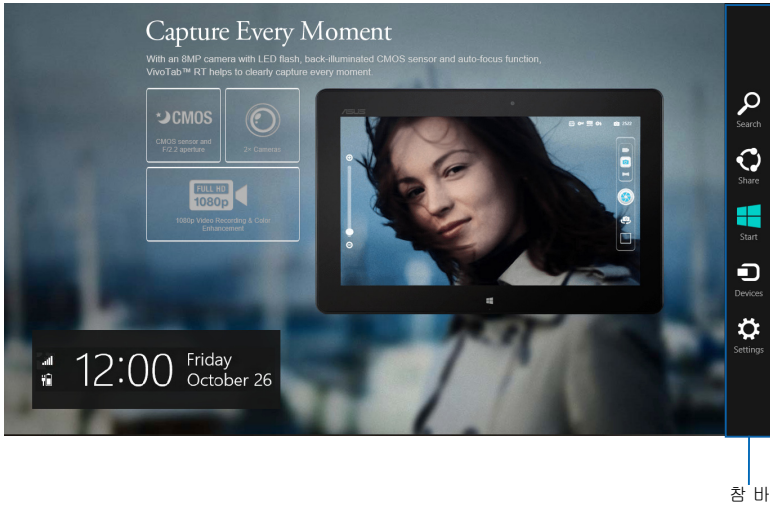 Capture Every Moment
With an 8MP camera with LED flash, back-illuminated CMOS sensor and auto-focus function,
VivoTab™ RT helps to clearly capture every moment.
CMOS
CMOS sensor and
F/2.2 aperture
2+ Cameras
FULL HD
1080p
1080p Video Recording & Color
Enhancement
ASUS
Search
Share
Start
Devices
Settings
12:00
Friday
October 26
참 바